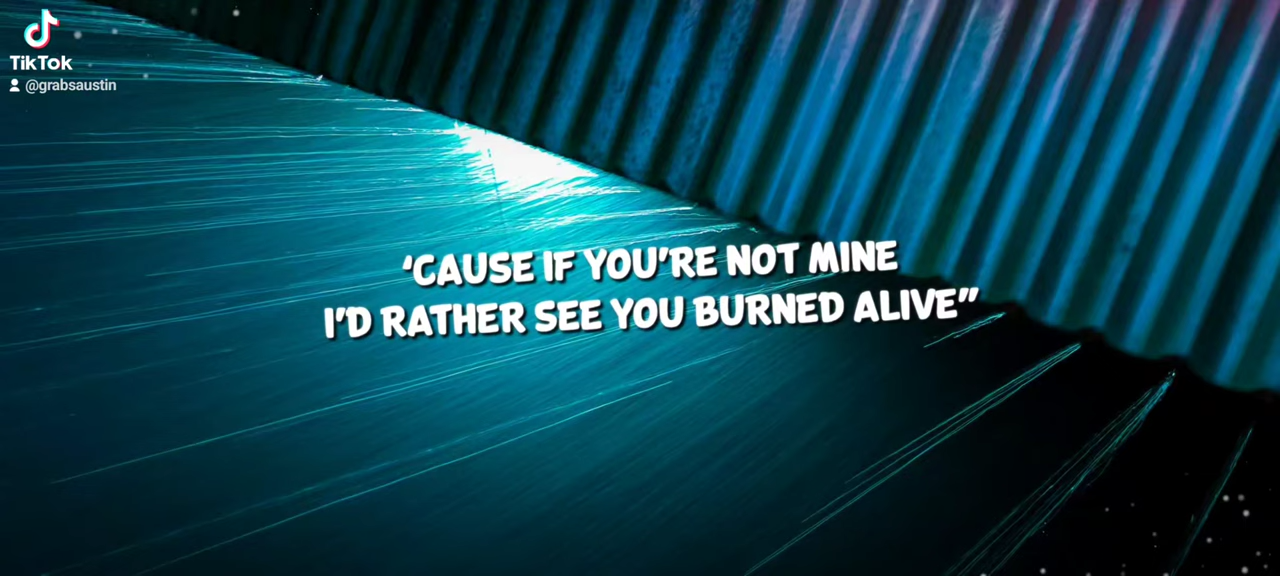 TikTok
@grabsaustin
‘CAUSE IF YOU’RE NOT MINE
I’D RATHER SEE YOU BURNED ALIVE”